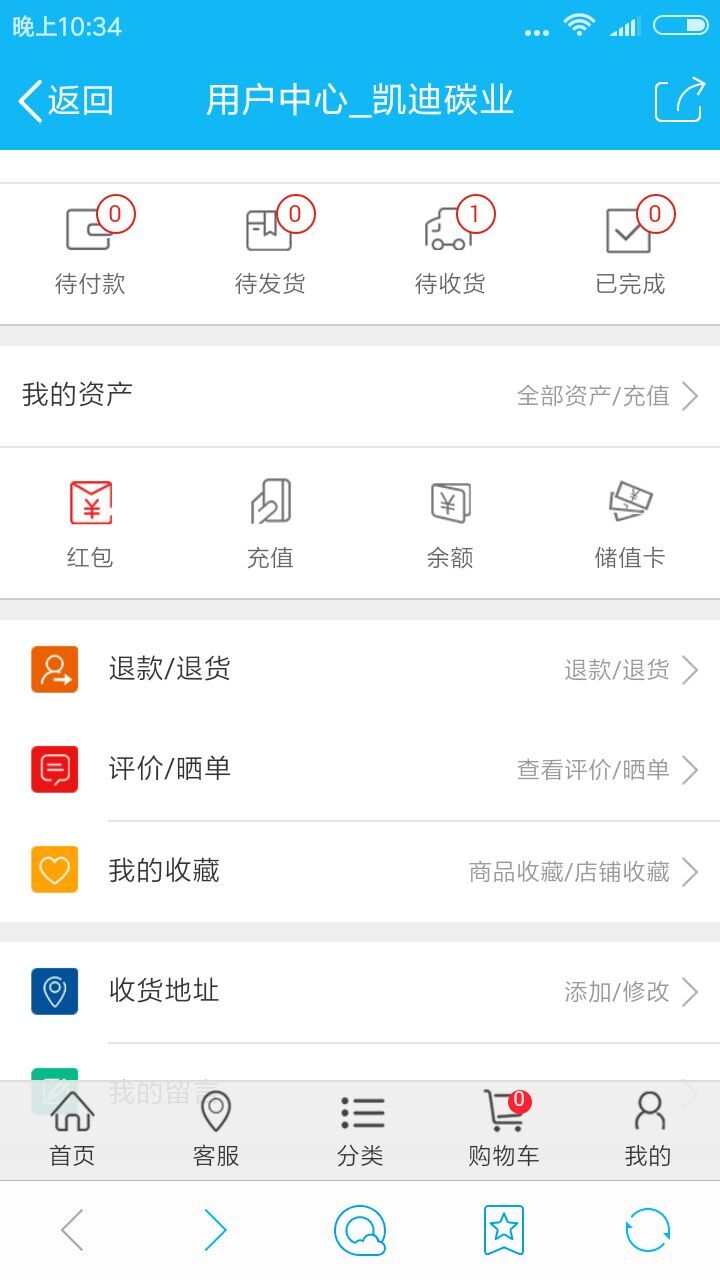 晚上10:34
返回 用户中心_凯迪碳业
0 0 1 0
待付款 待发货 待收货 已完成
我的资产 全部资产/充值
红包 充值 余额 储值卡
退款/退货 退款/退货
评价/晒单 查看评价/晒单
我的收藏 商品收藏/店铺收藏
收货地址 添加/修改
我的留言
0
首页 客服 分类 购物车 我的